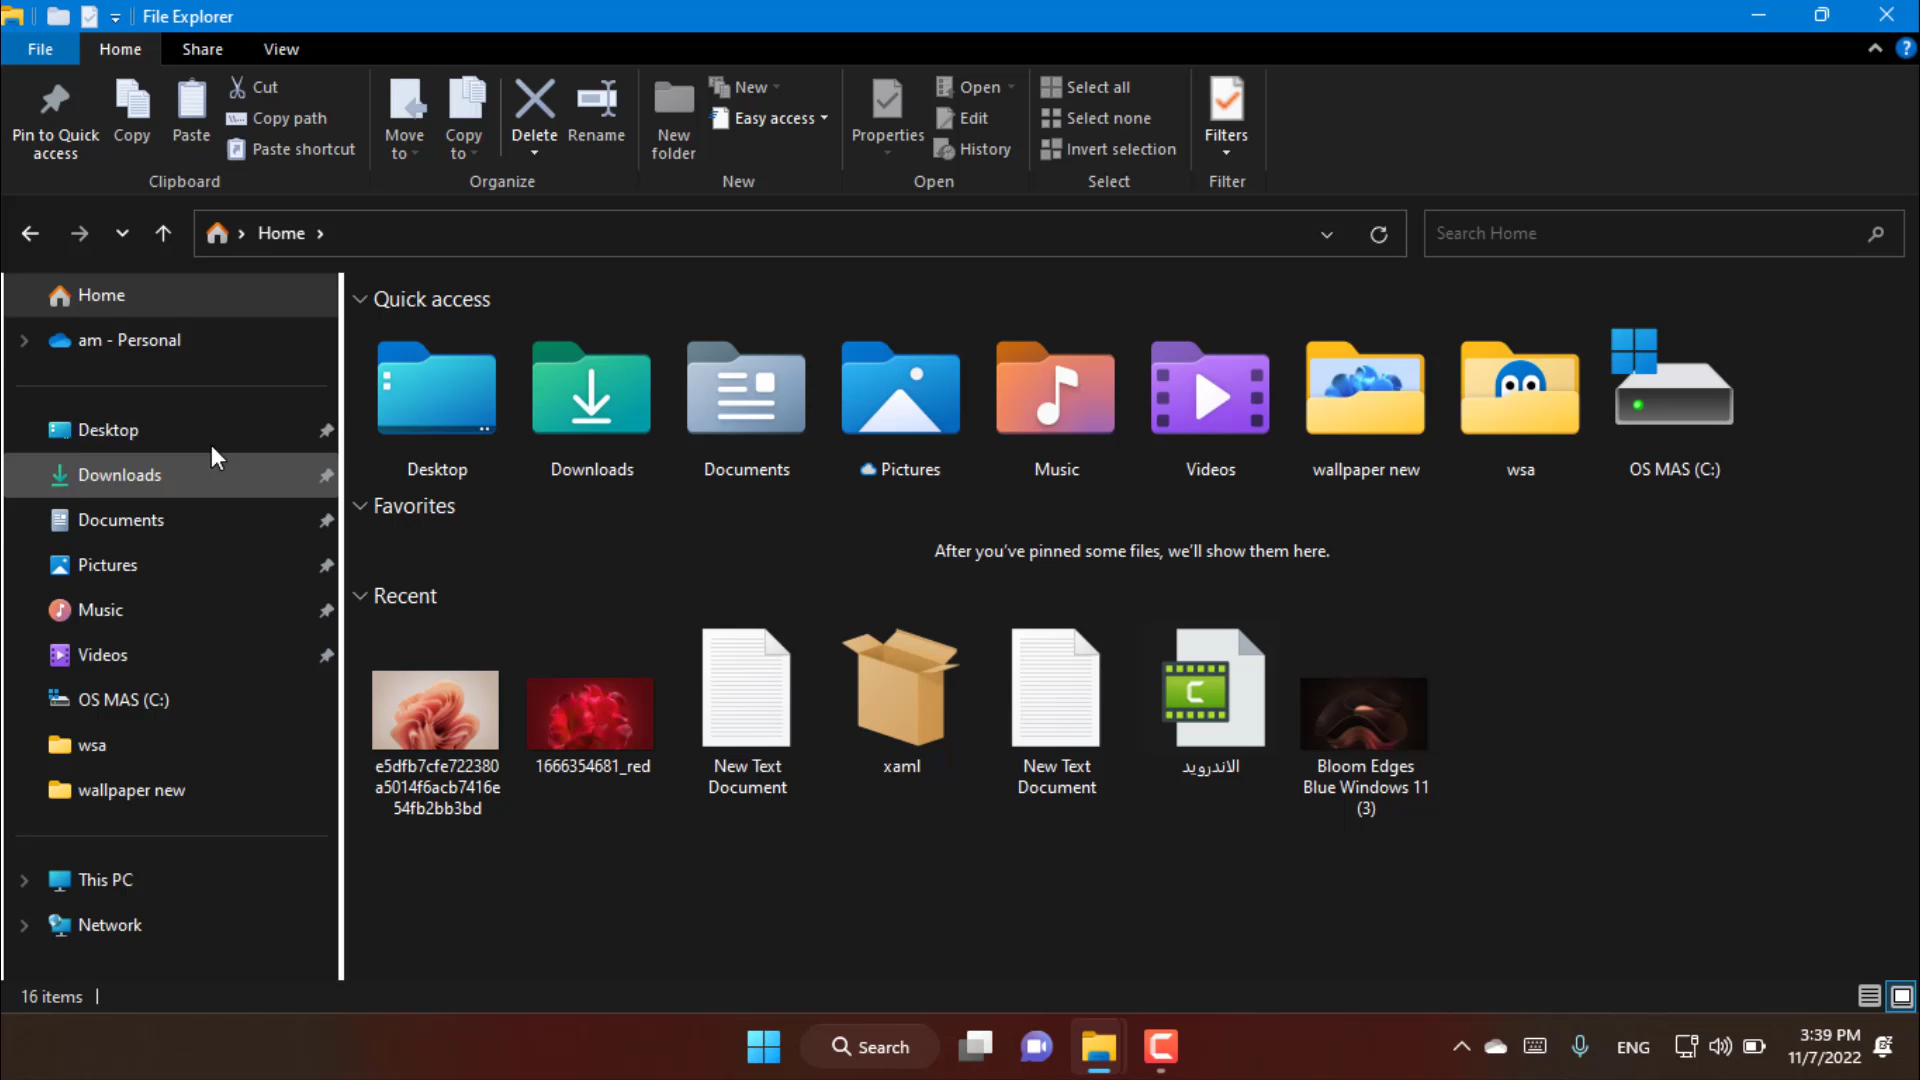 File Explorer
File
Home
Share
View
Pin to Quick
access
Copy
Paste
Cut
Copy path
Paste shortcut
Clipboard
Move
to
Copy
to
Delete
Rename
Organize
New
folder
New
Easy access
New
Properties
Open
Edit
History
Open
Select all
Select none
Invert selection
Select
Filters
Filter
Home
Search Home
Home
am - Personal
Desktop
Downloads
Documents
Pictures
Music
Videos
OS MAS (C:)
wsa
wallpaper new
This PC
Network
Quick access
Desktop
Downloads
Documents
Pictures
Music
Videos
wallpaper new
wsa
OS MAS (C:)
Favorites
After you've pinned some files, we'll show them here.
Recent
e5dfb7cfe722380
a5014f6acb7416e
54fb2bb3bd
1666354681_red
New Text
Document
xaml
New Text
Document
C
الاندرويد
Bloom Edges
Blue Windows 11
(3)
16 items
Search
ENG
3:39 PM
11/7/2022